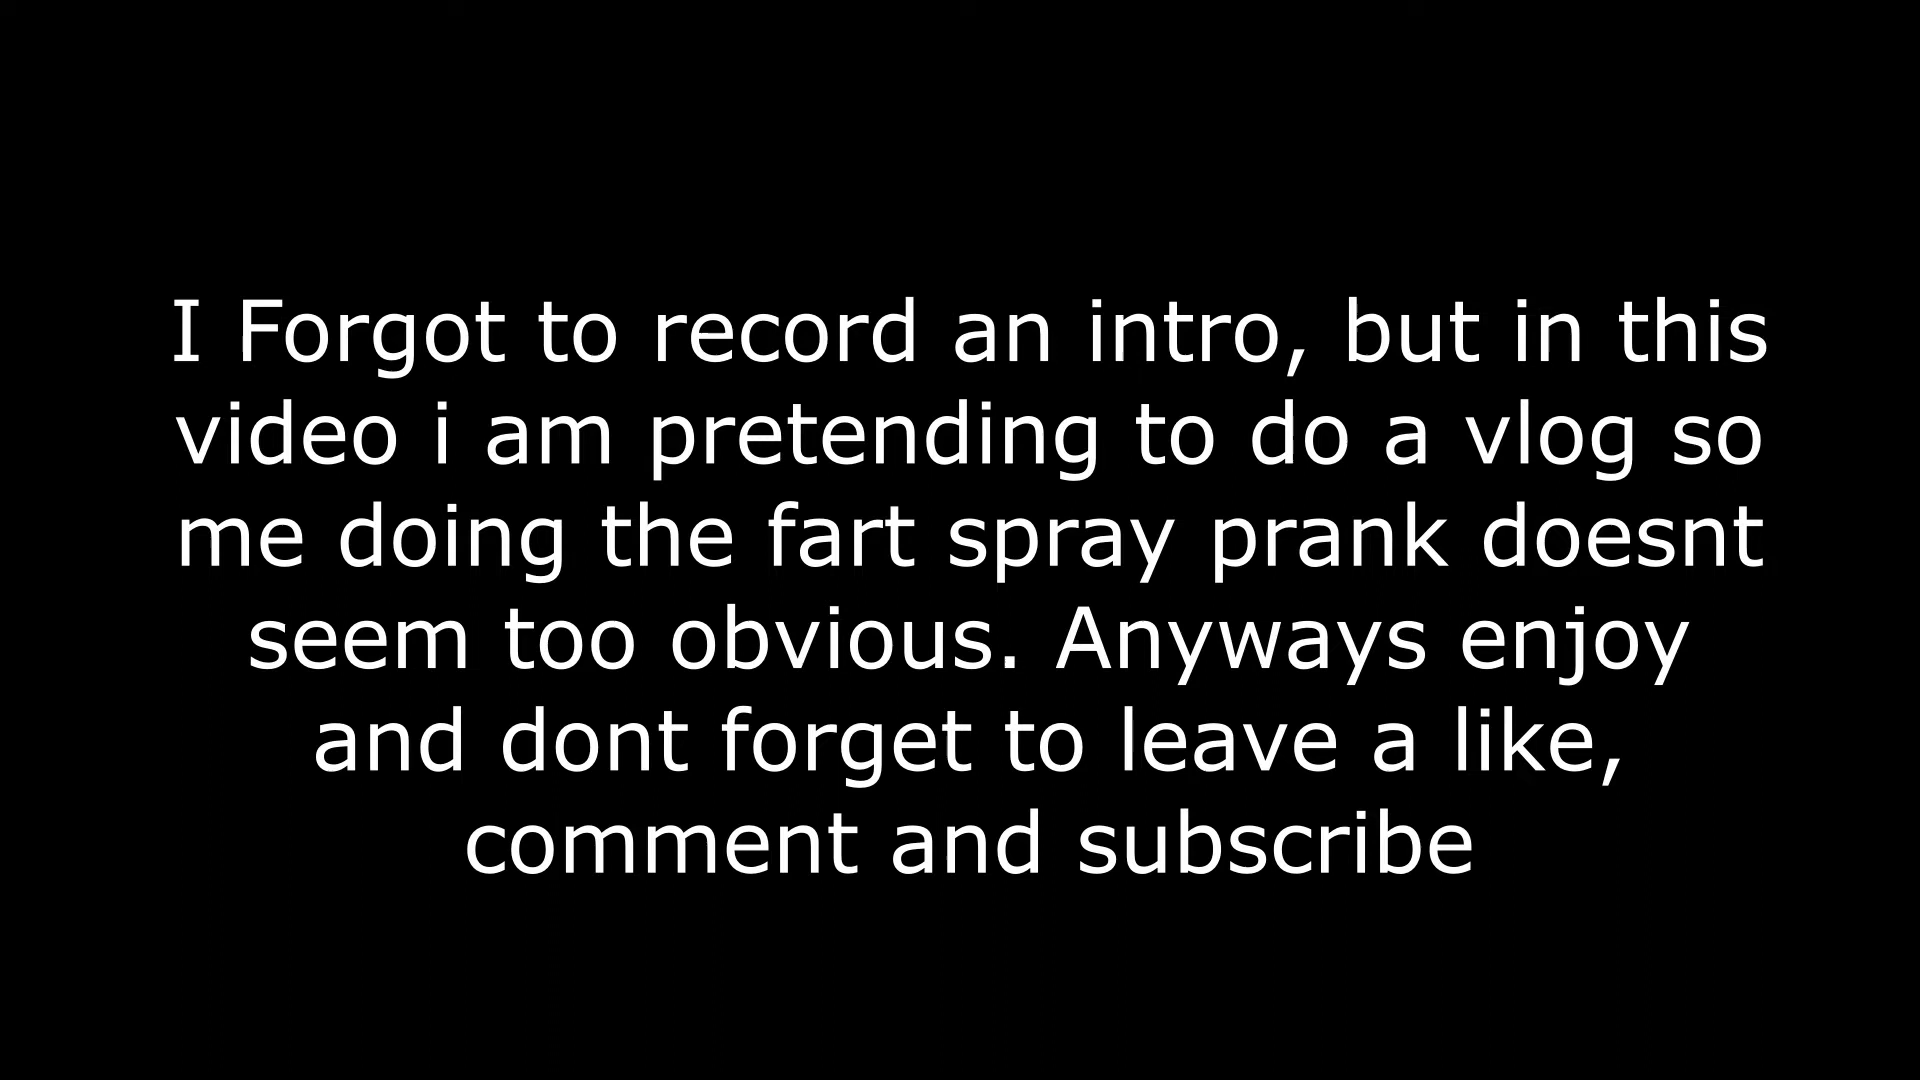 I Forgot to record an intro, but in this
video i am pretending to do a vlog so
me doing the fart spray prank doesnt
seem too obvious. Anyways enjoy
and dont forget to leave a like,
comment and subscribe